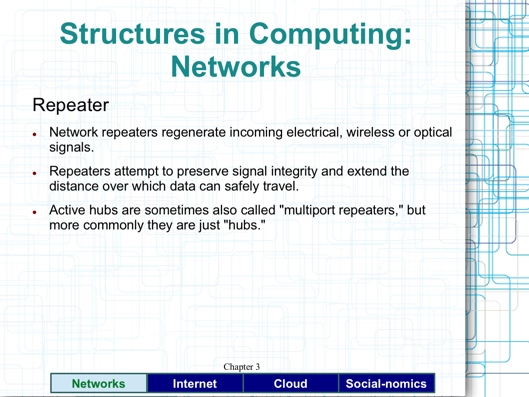 Structures in Computing:
Networks
Repeater
Network repeaters regenerate incoming electrical, wireless or optical
signals.
Repeaters attempt to preserve signal integrity and extend the
distance over which data can safely travel.
Active hubs are sometimes also called "multiport repeaters," but
more commonly they are just "hubs."
Chapter 3
Networks Internet Cloud Social-nomics